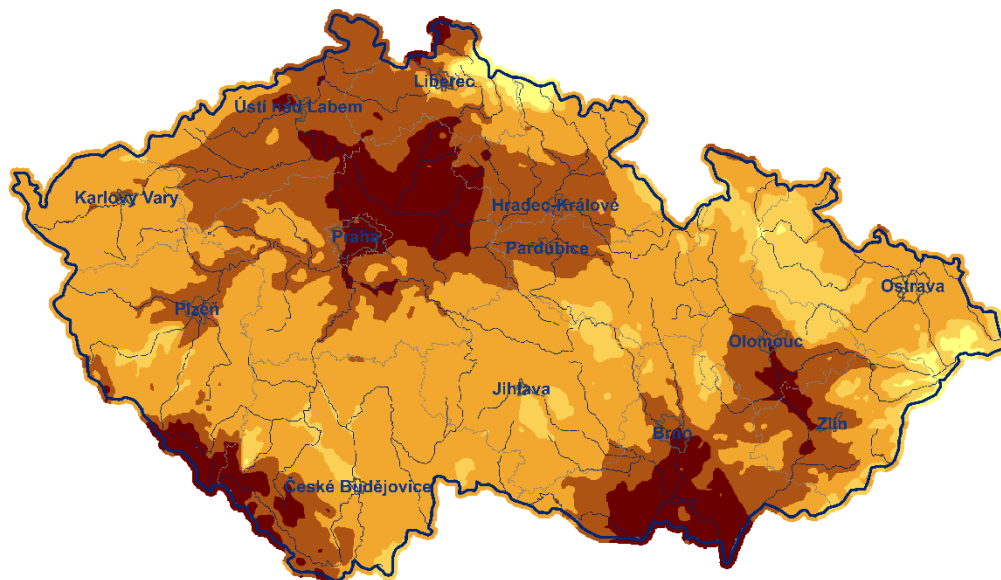 Liberec
Ústí nad Labem
Karlovy Vary
Hradec Králové
Praha
Pardubice
Ostrava
Plzeň
Olomouc
Jihlava
Zlín
Brno
České Budějovice